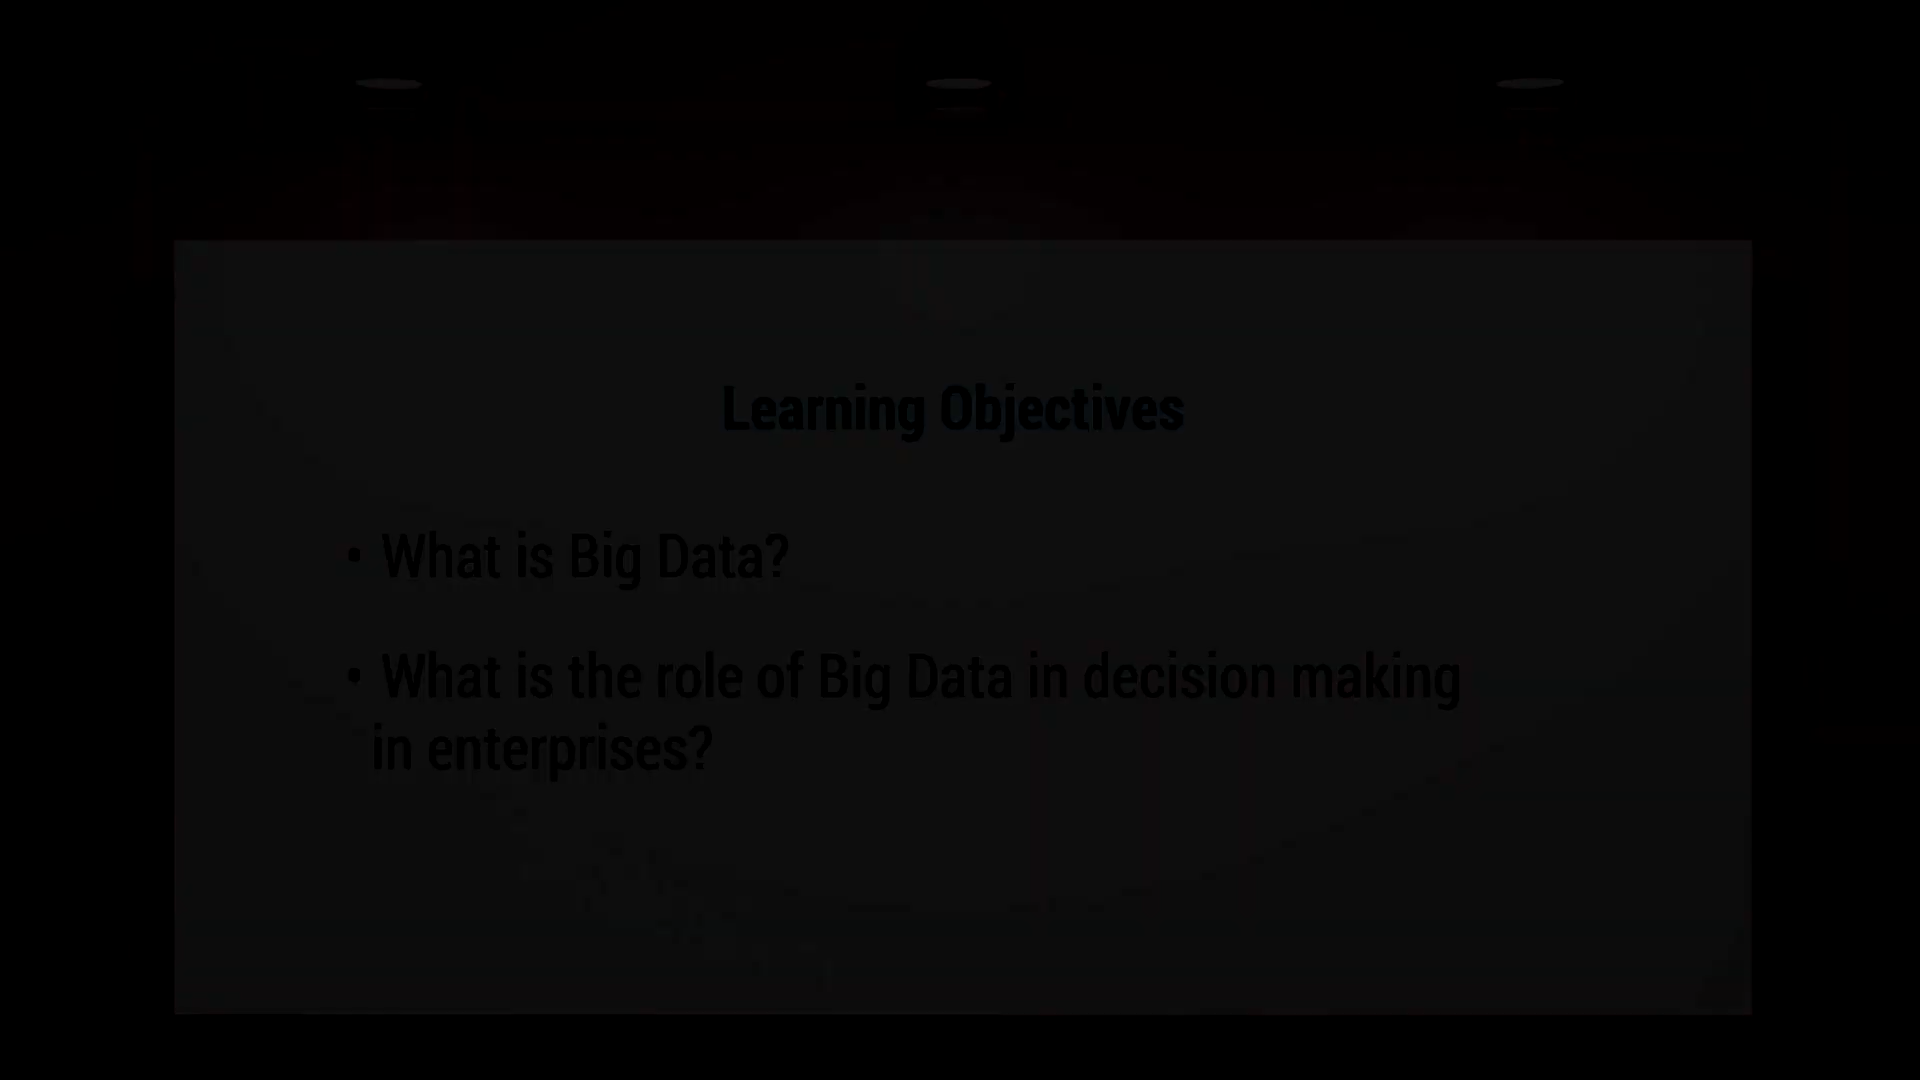 Learning Objectives
• What is Big Data?
• What is the role of Big Data in decision making
in enterprises?